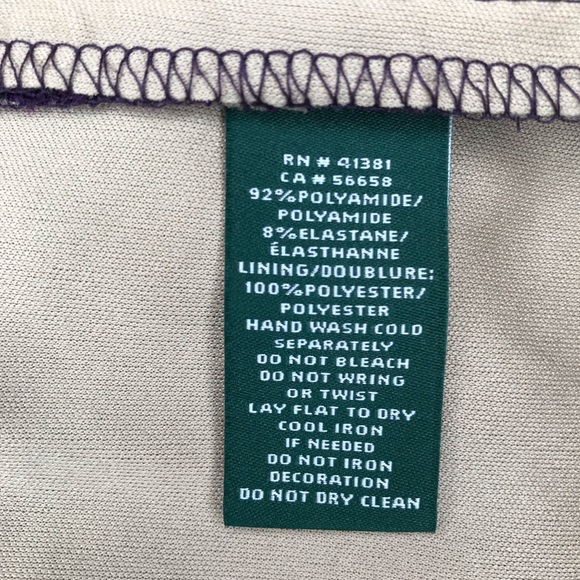 RN # 41381
CA # 56658
92%POLYAMIDE/
POLYAMIDE
8%ELASTANE/
ÉLASTHANNE
LINING/DOUBLURE:
100%POLYESTER/
POLYESTER
HAND WASH COLD
SEPARATELY
DO NOT BLEACH
DO NOT WRING
OR TWIST
LAY FLAT TO DRY
COOL IRON
IF NEEDED
DO NOT IRON
DECORATION
DO NOT DRY CLEAN